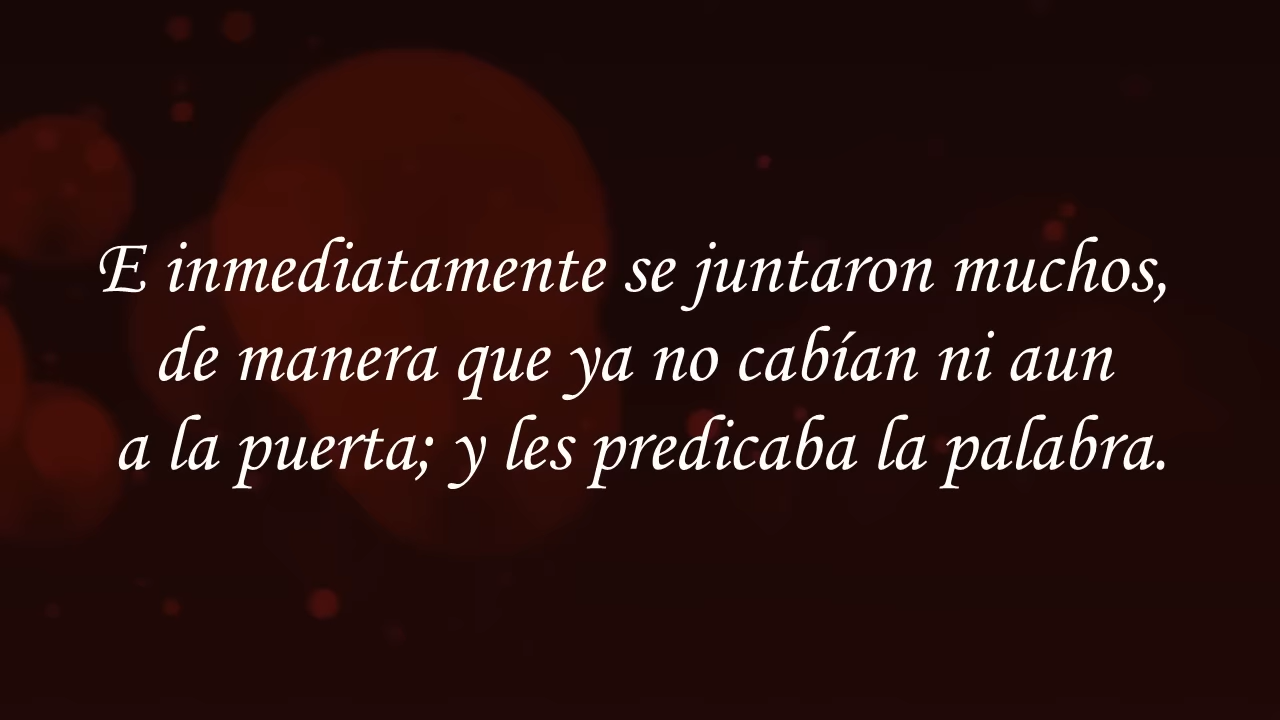 E inmediatamente se juntaron muchos,
de manera que ya no cabían ni aun
a la puerta; y les predicaba la palabra.